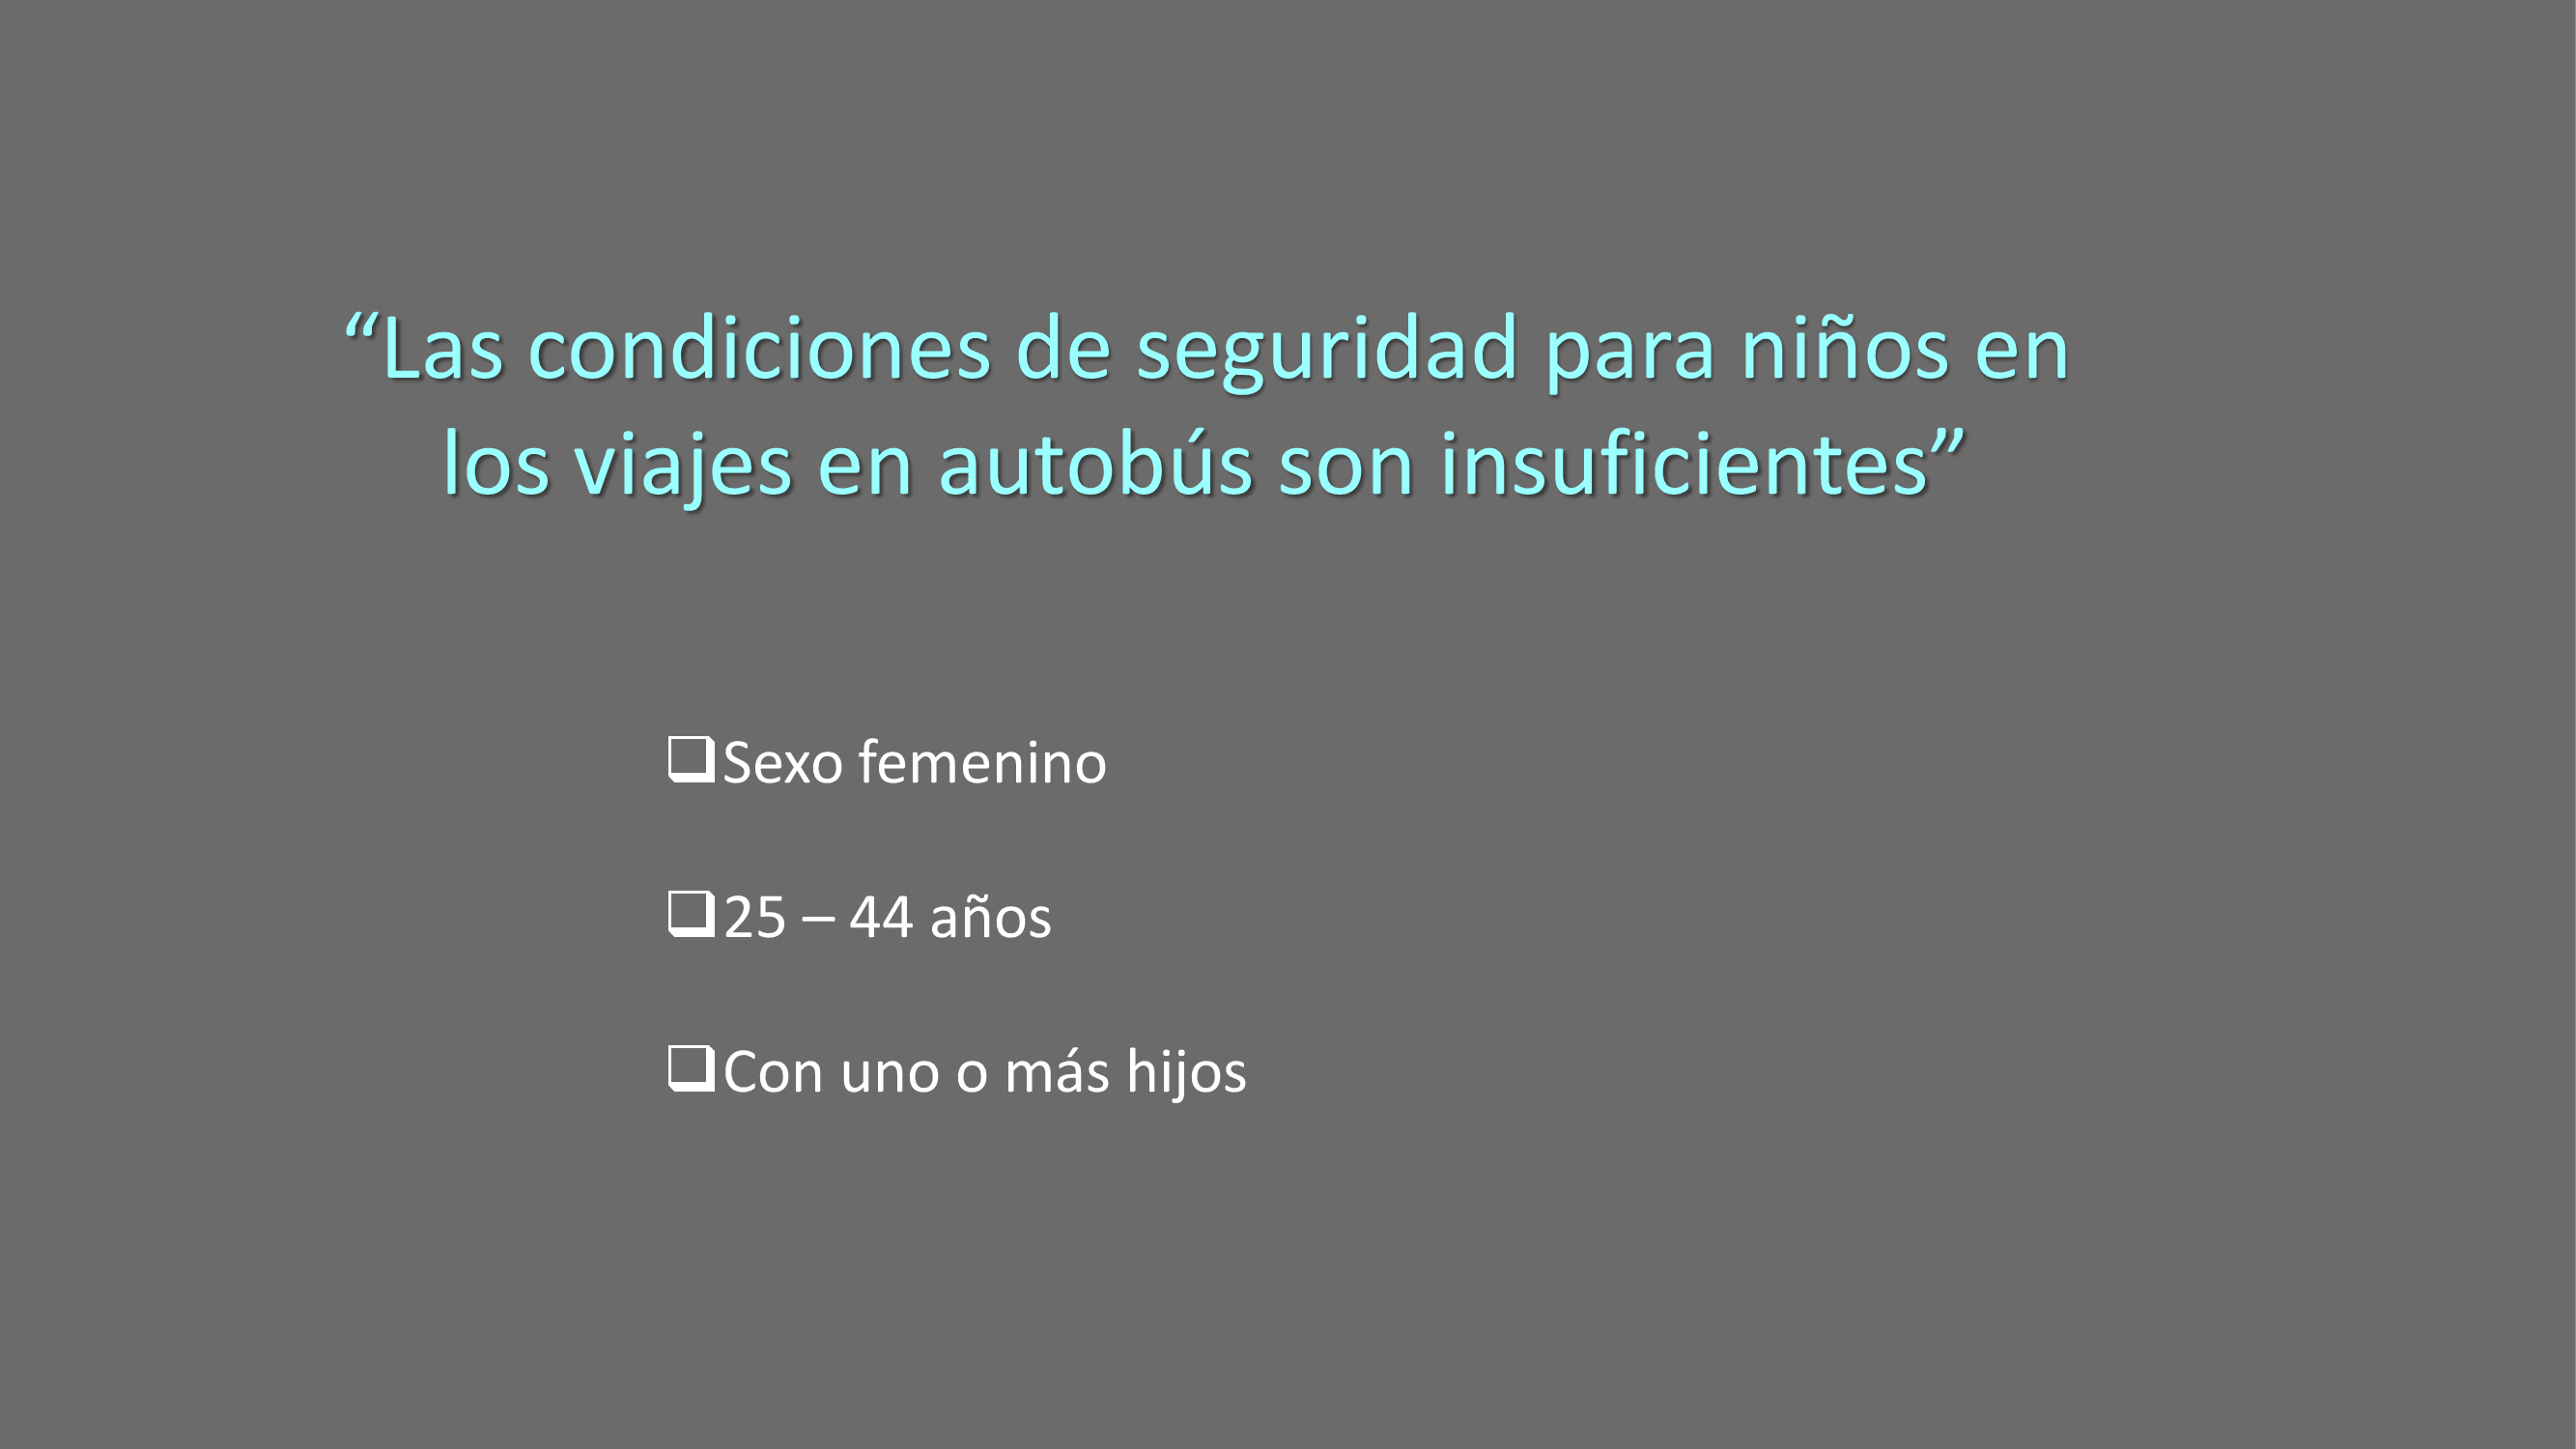 “Las condiciones de seguridad para niños en
los viajes en autobús son insuficientes”
❑Sexo femenino
❑25 – 44 años
❑Con uno o más hijos